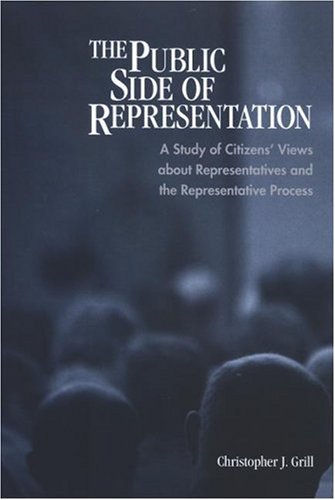 THE PUBLIC
SIDE OF
REPRESENTATION
A Study of Citizens' Views
about Representatives and
the Representative Process
Christopher J. Grill